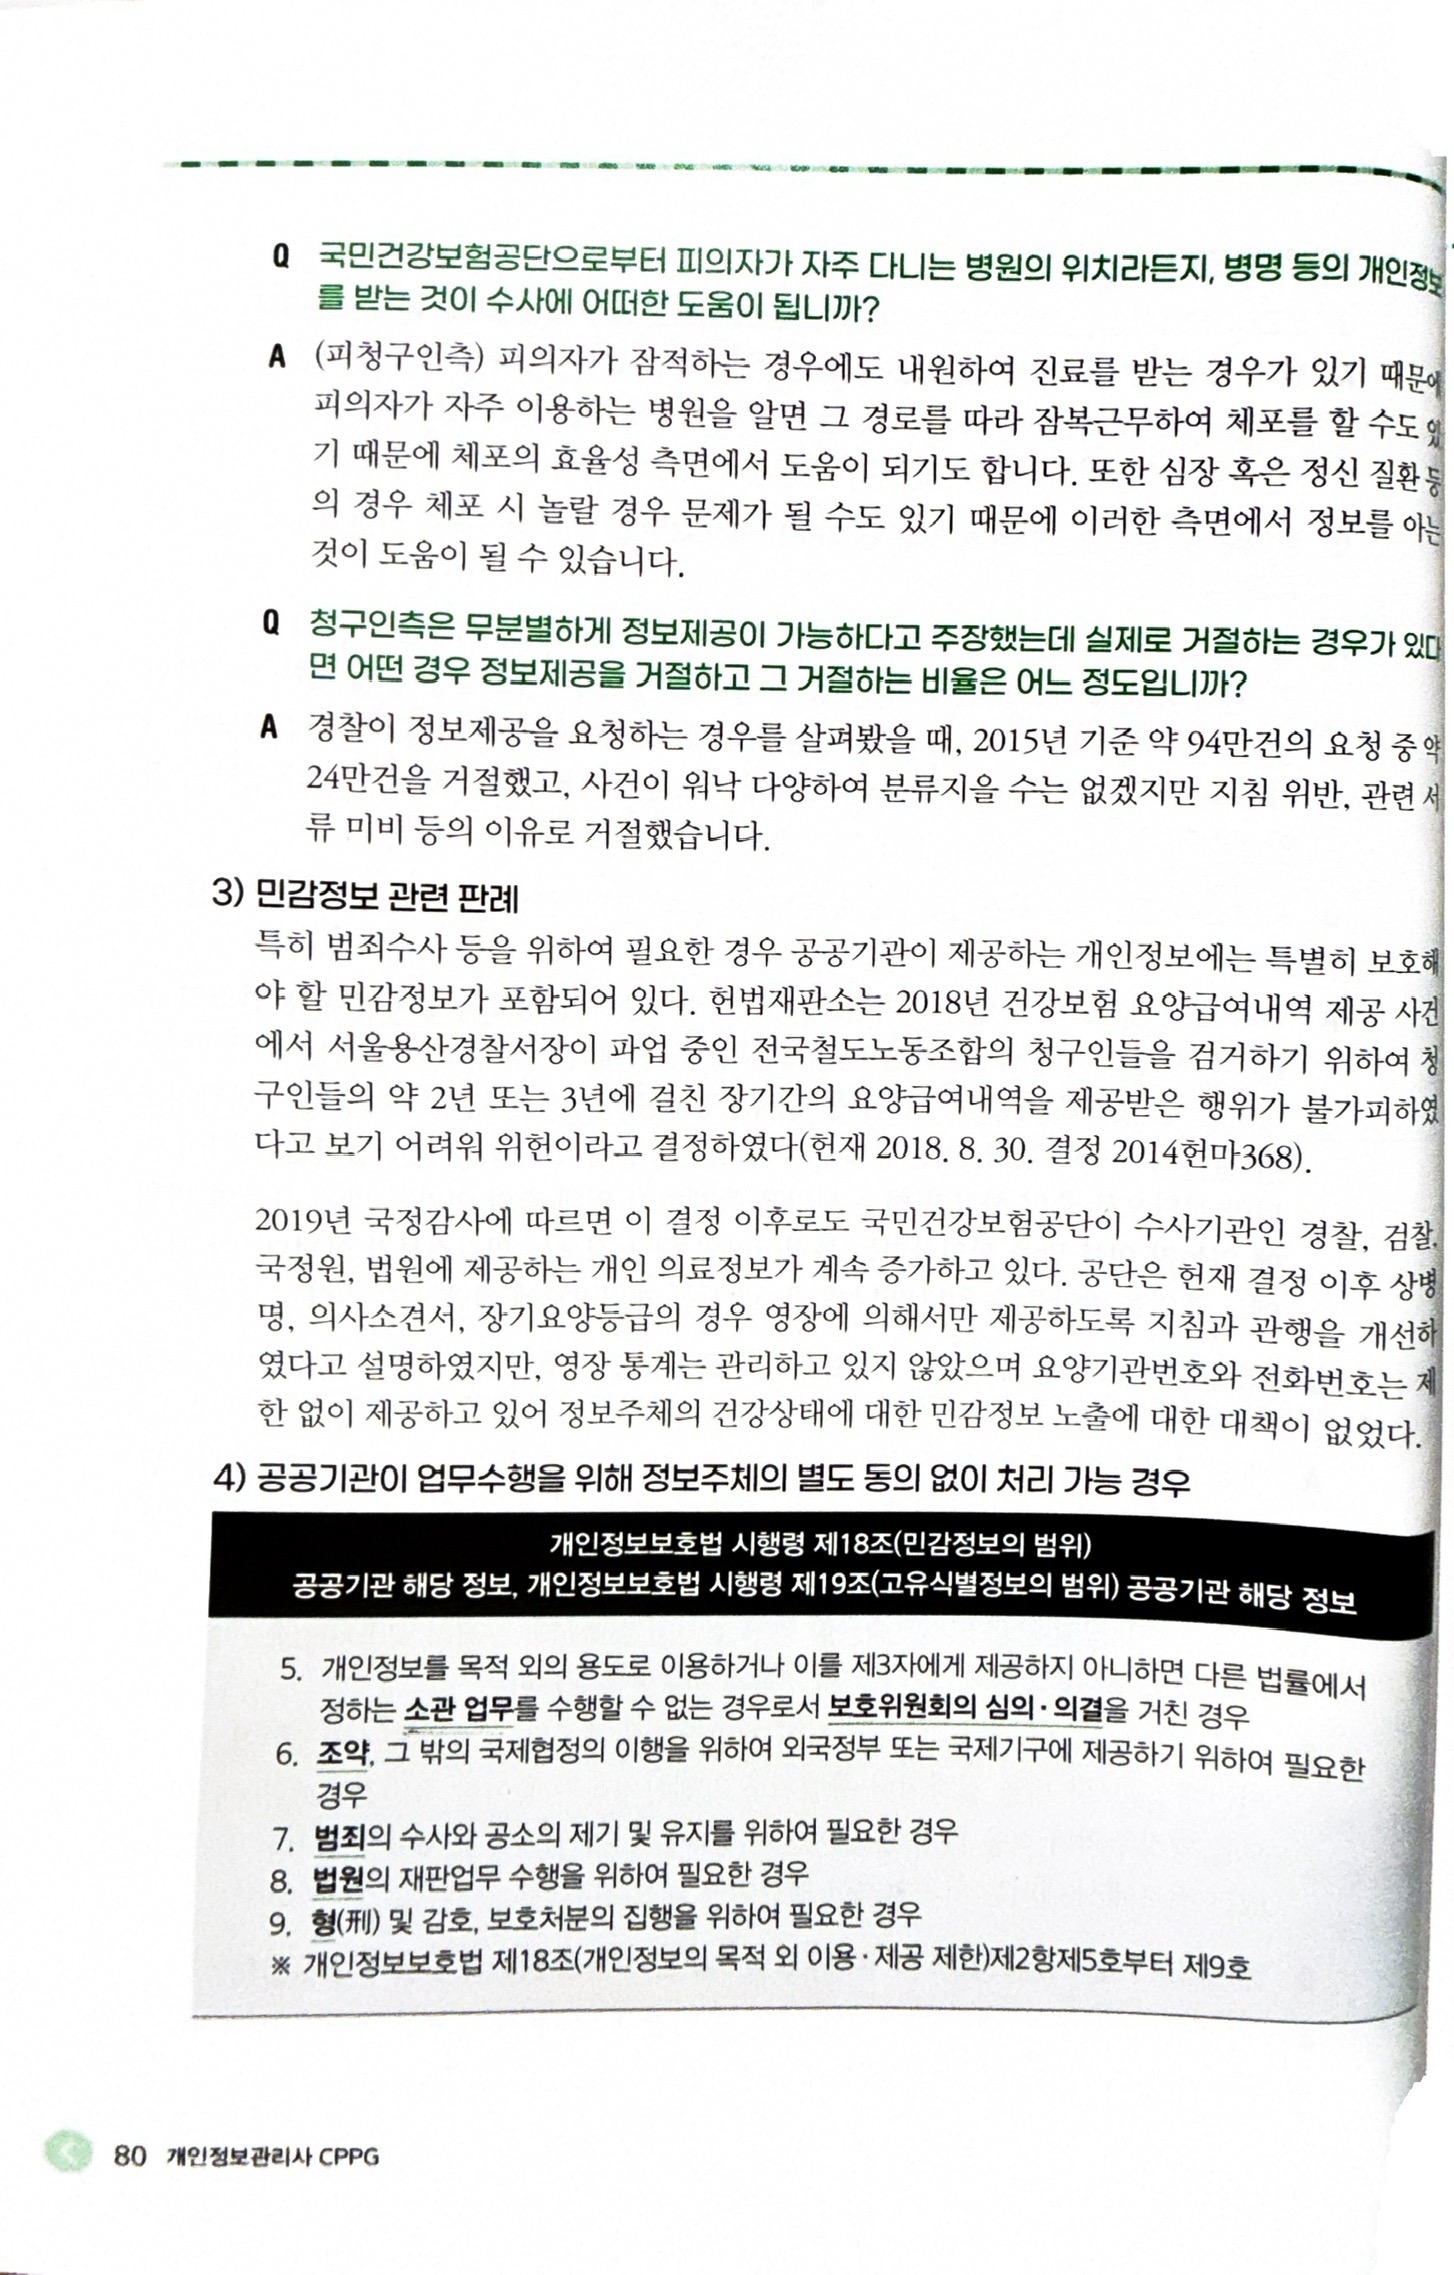 Q 국민건강보험공단으로부터 피의자가 자주 다니는 병원의 위치라든지, 병명 등의 개인정보
를 받는 것이 수사에 어떠한 도움이 됩니까?
A (피청구인측) 피의자가 잠적하는 경우에도 내원하여 진료를 받는 경우가 있기 때문에
피의자가 자주 이용하는 병원을 알면 그 경로를 따라 잠복근무하여 체포를 할 수도 있
기 때문에 체포의 효율성 측면에서 도움이 되기도 합니다. 또한 심장 혹은 정신 질환 등
의 경우 체포 시 놀랄 경우 문제가 될 수도 있기 때문에 이러한 측면에서 정보를 아는
것이 도움이 될 수 있습니다.
Q 청구인측은 무분별하게 정보제공이 가능하다고 주장했는데 실제로 거절하는 경우가 있다
면 어떤 경우 정보제공을 거절하고 그 거절하는 비율은 어느 정도입니까?
A 경찰이 정보제공을 요청하는 경우를 살펴봤을 때, 2015년 기준 약 94만건의 요청 중 약
24만건을 거절했고, 사건이 워낙 다양하여 분류지을 수는 없겠지만 지침 위반, 관련 서
류 미비 등의 이유로 거절했습니다.
3) 민감정보 관련 판례
특히 범죄수사 등을 위하여 필요한 경우 공공기관이 제공하는 개인정보에는 특별히 보호해
야 할 민감정보가 포함되어 있다. 헌법재판소는 2018년 건강보험 요양급여내역 제공 사건
에서 서울용산경찰서장이 파업 중인 전국철도노동조합의 청구인들을 검거하기 위하여 청
구인들의 약 2년 또는 3년에 걸친 장기간의 요양급여내역을 제공받은 행위가 불가피하였
다고 보기 어려워 위헌이라고 결정하였다(헌재 2018. 8. 30. 결정 2014헌마368).
2019년 국정감사에 따르면 이 결정 이후로도 국민건강보험공단이 수사기관인 경찰, 검찰,
국정원, 법원에 제공하는 개인 의료정보가 계속 증가하고 있다. 공단은 헌재 결정 이후 상병
명, 의사소견서, 장기요양등급의 경우 영장에 의해서만 제공하도록 지침과 관행을 개선하
였다고 설명하였지만, 영장 통계는 관리하고 있지 않았으며 요양기관번호와 전화번호는 제
한 없이 제공하고 있어 정보주체의 건강상태에 대한 민감정보 노출에 대한 대책이 없었다.
4) 공공기관이 업무수행을 위해 정보주체의 별도 동의 없이 처리 가능 경우
개인정보보호법 시행령 제18조(민감정보의 범위)
공공기관 해당 정보, 개인정보보호법 시행령 제19조(고유식별정보의 범위) 공공기관 해당 정보
5. 개인정보를 목적 외의 용도로 이용하거나 이를 제3자에게 제공하지 아니하면 다른 법률에서
정하는 소관 업무를 수행할 수 없는 경우로서 보호위원회의 심의·의결을 거친 경우
6. 조약, 그 밖의 국제협정의 이행을 위하여 외국정부 또는 국제기구에 제공하기 위하여 필요한
경우
7. 범죄의 수사와 공소의 제기 및 유지를 위하여 필요한 경우
8. 법원의 재판업무 수행을 위하여 필요한 경우
9. 형(刑) 및 감호, 보호처분의 집행을 위하여 필요한 경우
※ 개인정보보호법 제18조(개인정보의 목적 외 이용·제공 제한)제2항제5호부터 제9호
80 개인정보관리사 CPPG